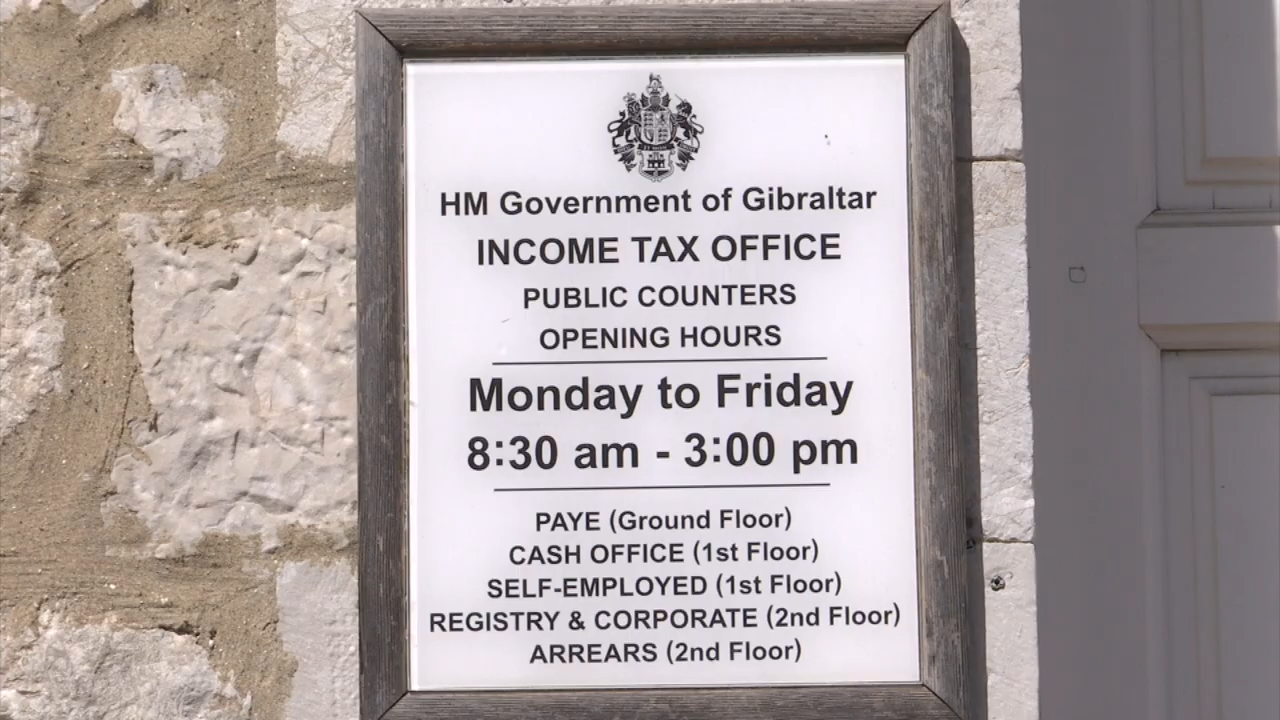 HM Government of Gibraltar
INCOME TAX OFFICE
PUBLIC COUNTERS
OPENING HOURS
Monday to Friday
8:30 am - 3:00 pm
PAYE (Ground Floor)
CASH OFFICE (1st Floor)
SELF-EMPLOYED (1st Floor)
REGISTRY & CORPORATE (2nd Floor)
ARREARS (2nd Floor)